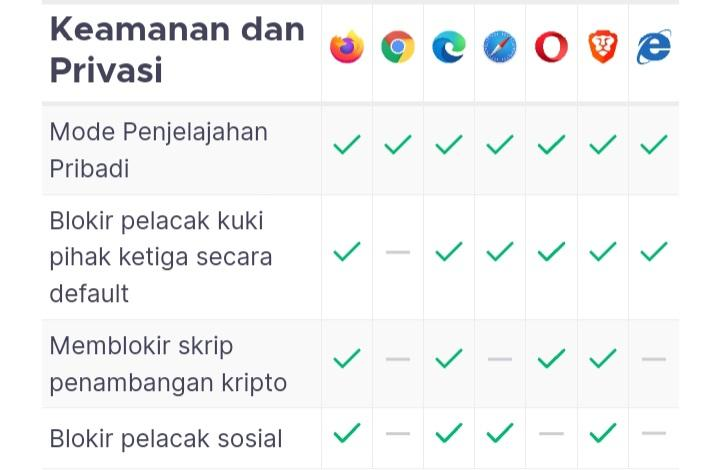 Keamanan dan
Privasi
Mode Penjelajahan
Pribadi
Blokir pelacak kuki
pihak ketiga secara
default
Memblokir skrip
penambangan kripto
Blokir pelacak sosial